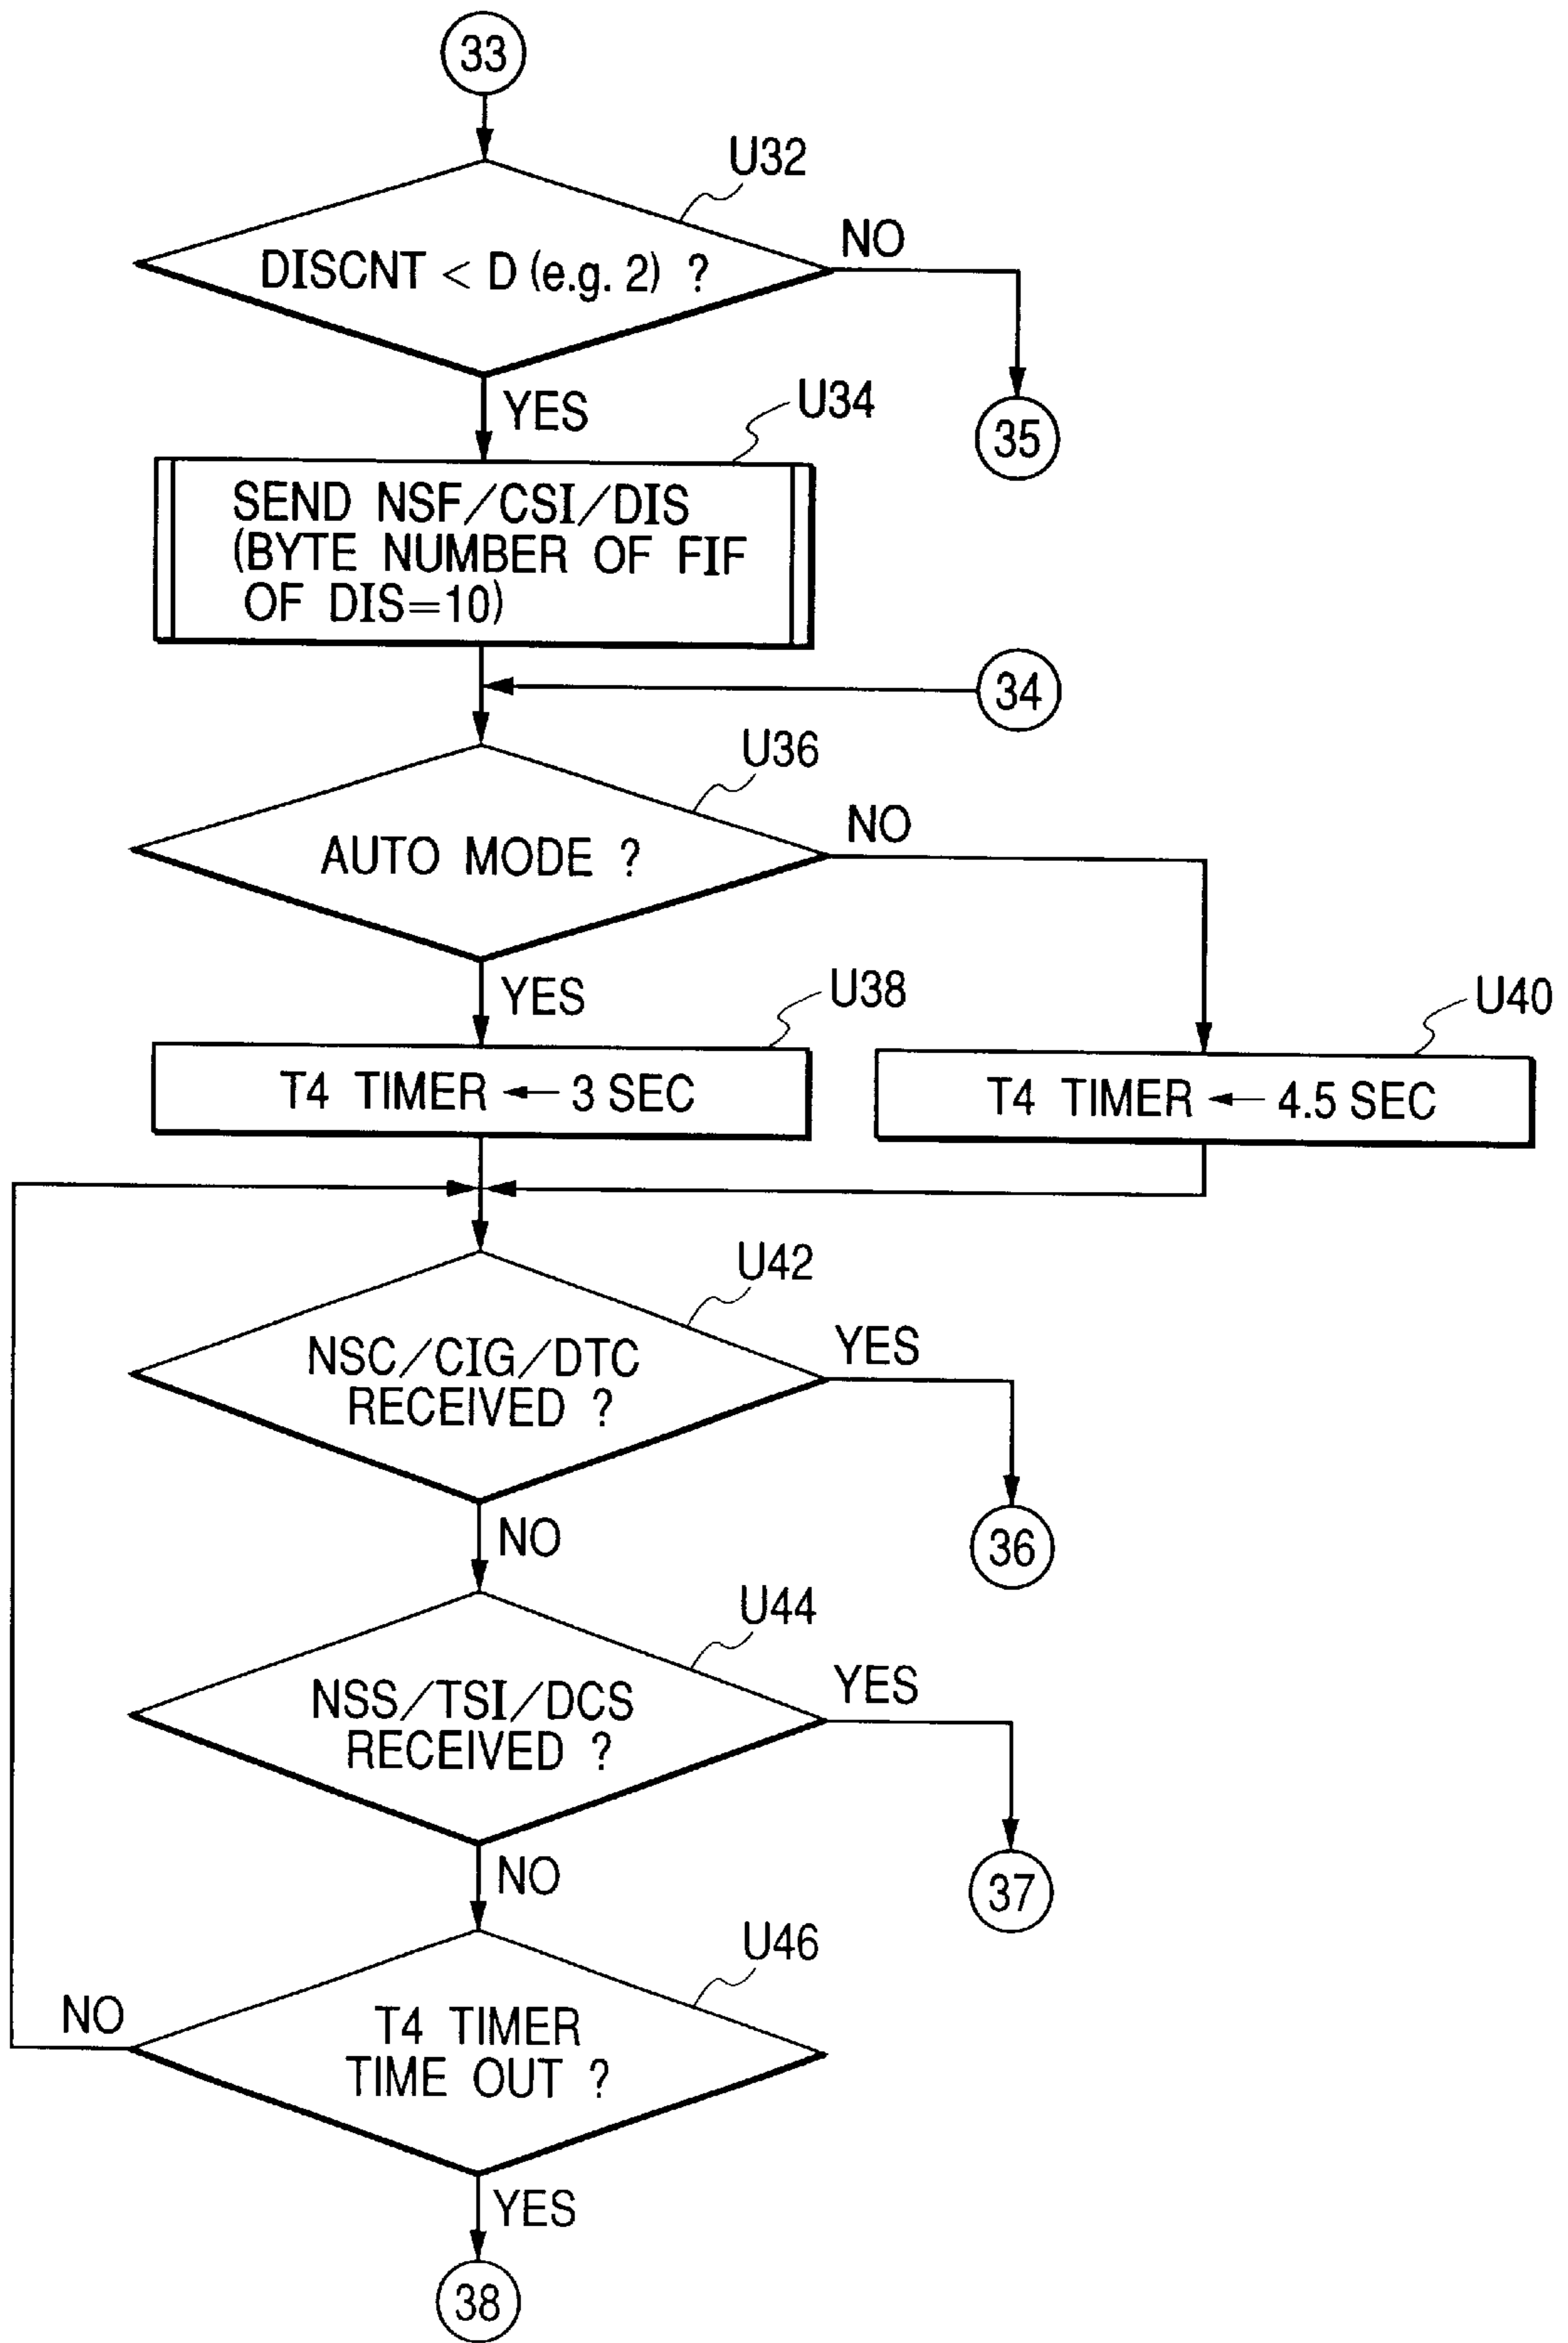 33
U32
DISCNT < D (e.g. 2) ?
NO
YES
35
U34
SEND NSF/CSI/DIS
(BYTE NUMBER OF FIF
OF DIS=10)
34
U36
AUTO MODE ?
NO
YES
U38
U40
T4 TIMER ← 3 SEC
T4 TIMER ← 4.5 SEC
U42
NSC/CIG/DTC
RECEIVED ?
YES
NO
36
U44
NSS/TSI/DCS
RECEIVED ?
YES
NO
37
U46
T4 TIMER
TIME OUT ?
NO
YES
38